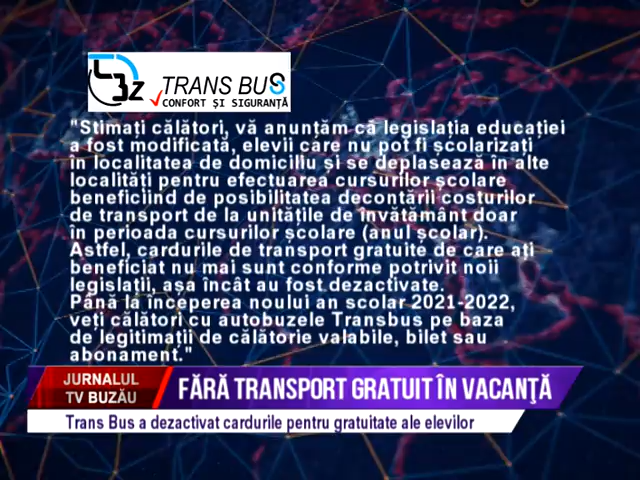 LBZ
TRANS BUS
CONFORT ȘI SIGURANȚĂ
"Stimați călători, vă anunțăm că legislația educației
a fost modificată, elevii care nu pot fi școlarizați
în localitatea de domiciliu și se deplasează în alte
localități pentru efectuarea cursurilor școlare
beneficiind de posibilitatea decontării costurilor
de transport de la unitățile de învătământ doar
în perioada cursurilor școlare (anul școlar).
Astfel, cardurile de transport gratuite de care ați
beneficiat nu mai sunt conforme potrivit noii
legislații, așa încât au fost dezactivate.
Până la începerea noului an scolar 2021-2022,
veți călători cu autobuzele Transbus pe baza
de legitimații de călătorie valabile, bilet sau
abonament."
JURNALUL
TV BUZĂU
FĂRĂ TRANSPORT GRATUIT ÎN VACANŢĂ
Trans Bus a dezactivat cardurile pentru gratuitate ale elevilor